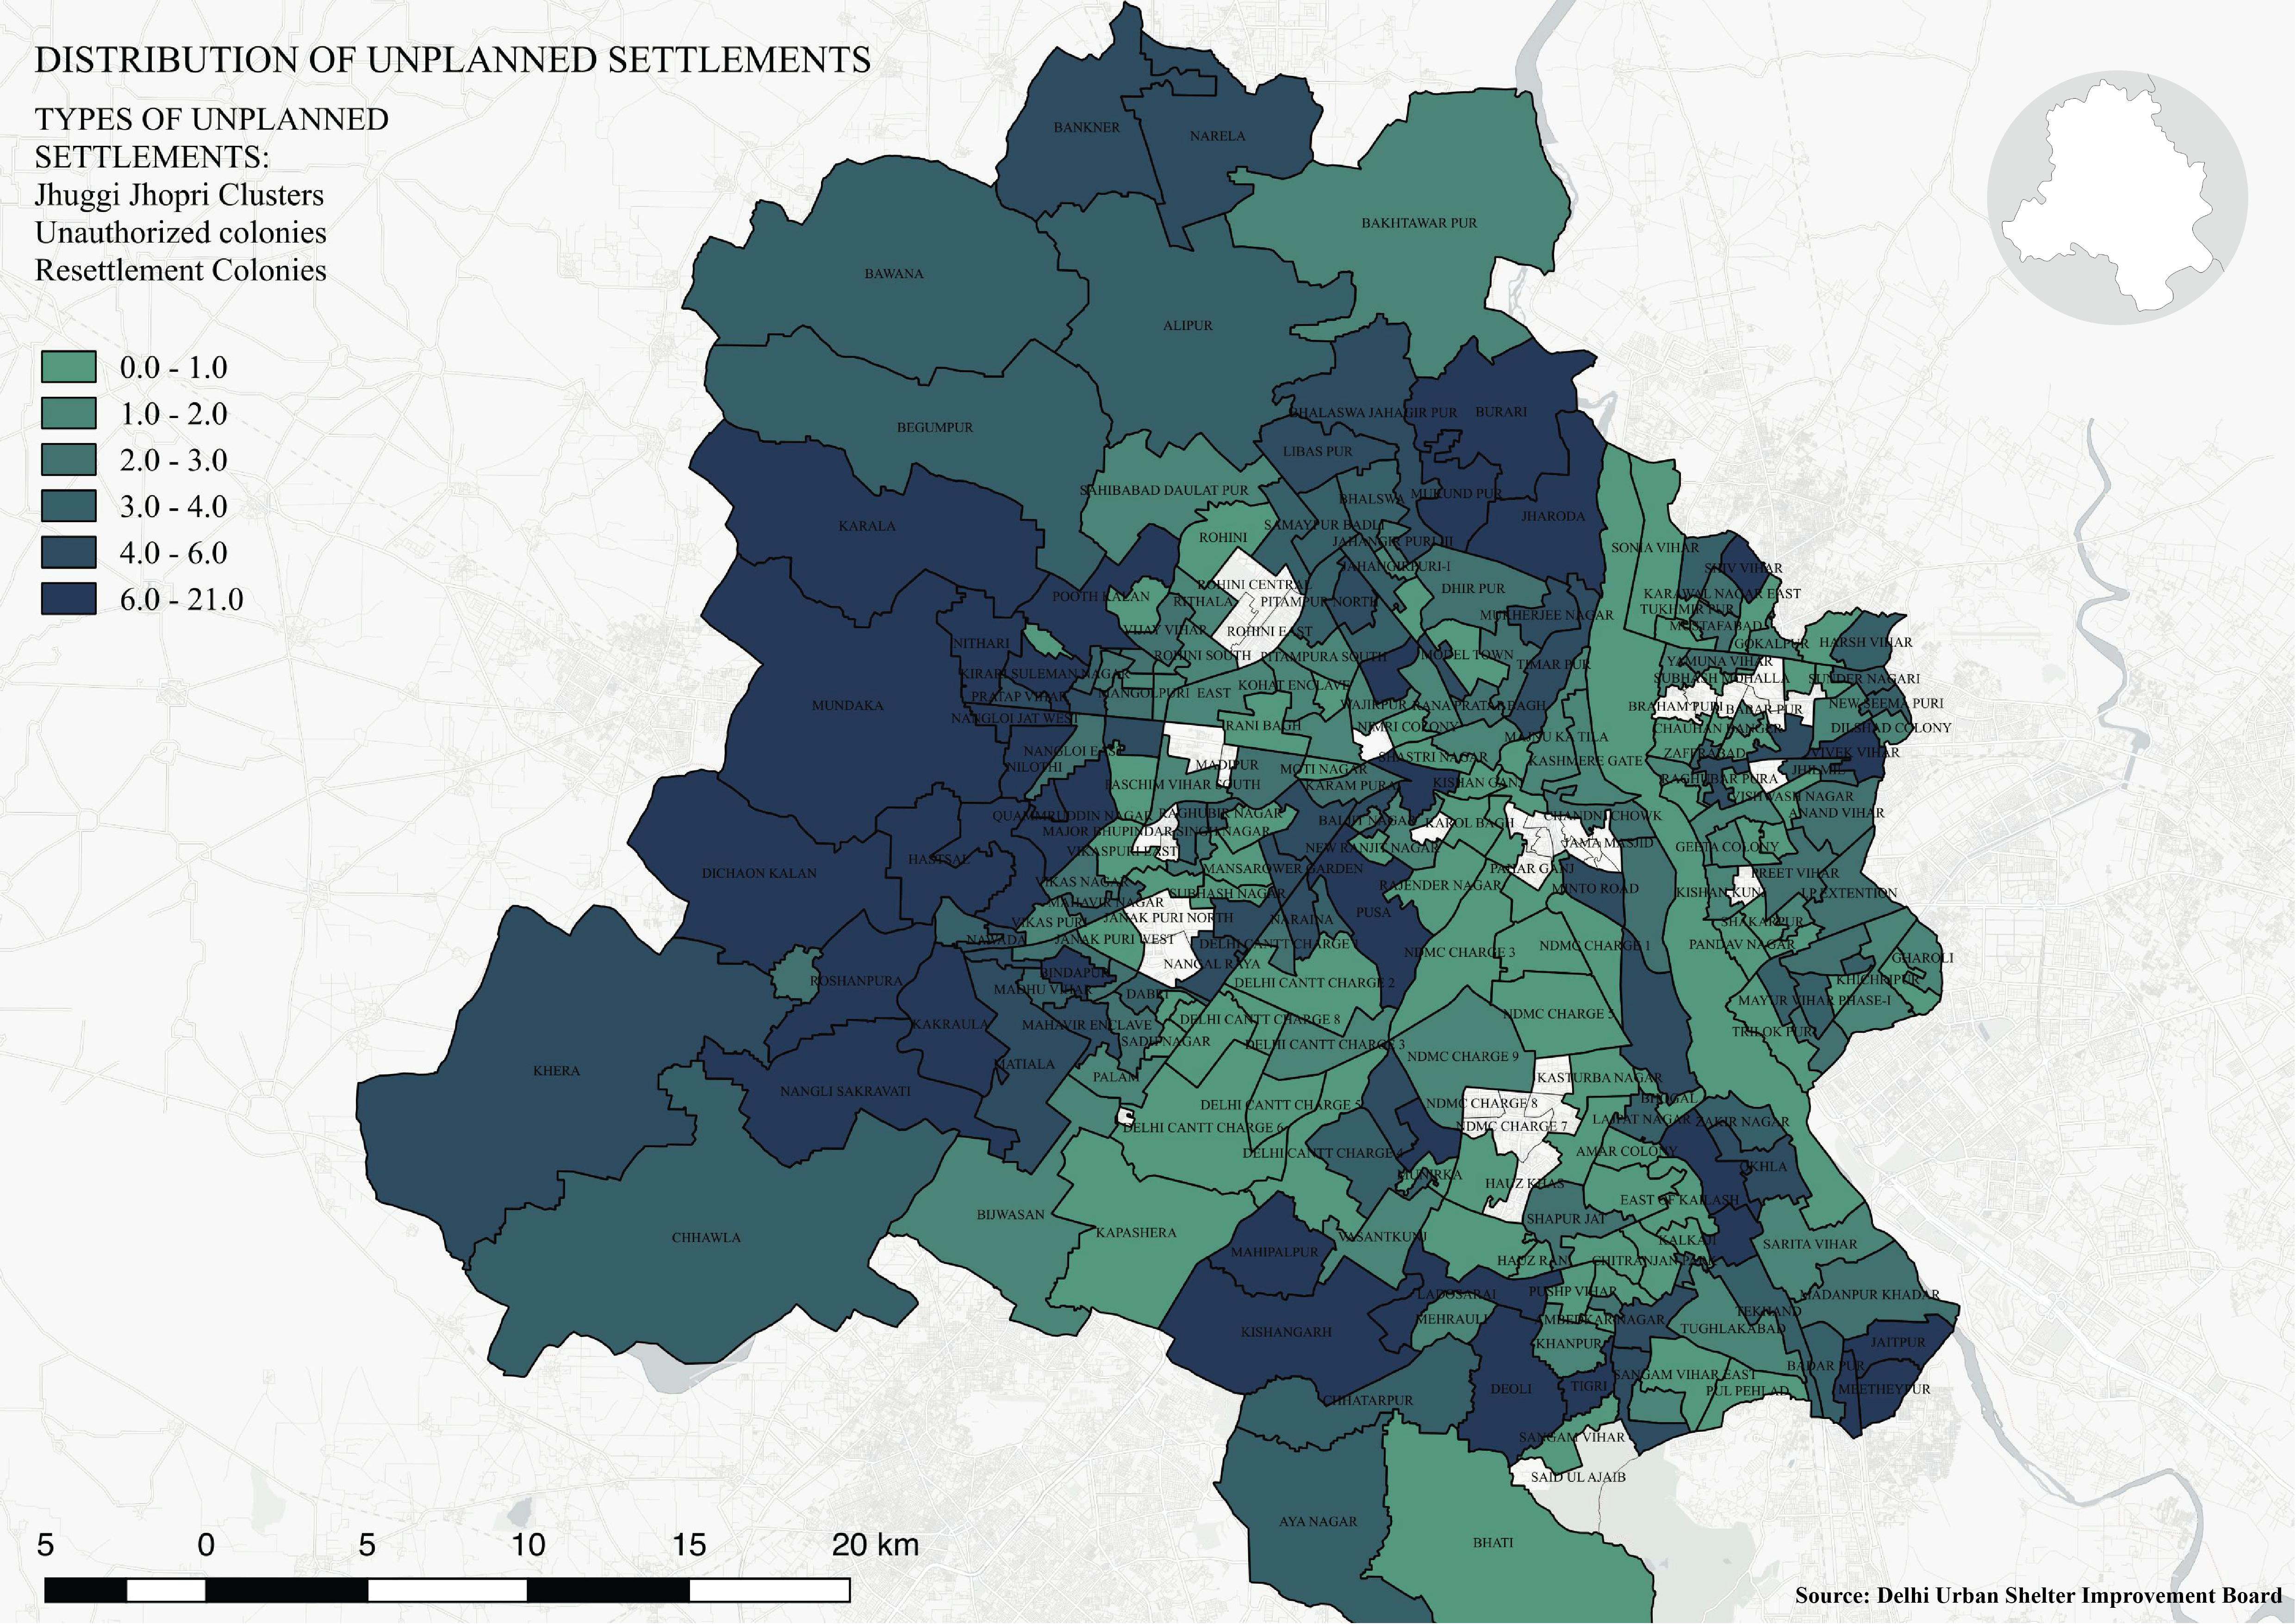 DISTRIBUTION OF UNPLANNED SETTLEMENTS
TYPES OF UNPLANNED
SETTLEMENTS:
Jhuggi Jhopri Clusters
Unauthorized colonies
Resettlement Colonies
0.0 - 1.0
1.0 - 2.0
2.0 - 3.0
3.0 - 4.0
4.0 - 6.0
6.0 - 21.0
BANKNER
NARELA
BAKHTAWAR PUR
BAWANA
ALIPUR
BHALASWA JAHAGIR PUR
BURARI
BEGUMPUR
LIBAS PUR
SAHIBABAD DAULAT PUR
BHALSWA
MUKUND PUR
JHARODA
KARALA
SAMAYPUR BADLI
ROHINI
JAHANGIR PURI-II
SONIA VIHAR
JAHANGIRPURI-I
SHIV VIHAR
ROHINI CENTRAL
DHIR PUR
KARAWAL NAGAR EAST
POOTH KALAN
RITHALA
PITAMPUR NORTH
TUKHMIR PUR
MUKHERJEE NAGAR
MUSTAFABAD
VIJAY VIHAR
ROHINI EAST
NITHARI
GOKALPUR
HARSH VIHAR
ROHINI SOUTH
PITAMPURA SOUTH
MODEL TOWN
TIMAR PUR
YAMUNA VIHAR
KIRARI SULEMAN NAGAR
SUBHASH MOHALLA
SUNDER NAGARI
KOHAT ENCLAVE
PRATAP VIHAR
MANGOLPURI EAST
MUNDAKA
WAJIRPUR
RANA PRATAP BAGH
BRAHAM PURI
BABAR PUR
NEW SEEMA PURI
NANGLOI JAT WEST
RANI BAGH
NIMRI COLONY
CHAUHAN BANGER
DILSHAD COLONY
MAJNU KA TILA
NANGLOI EAST
ZAFFRABAD
VIVEK VIHAR
SHASTRI NAGAR
KASHMERE GATE
NILOTHI
MADIPUR
MOTI NAGAR
RAGHUBAR PURA
JHILMIL
PASCHIM VIHAR SOUTH
KARAM PURA
KISHAN GANJ
VISHWASH NAGAR
QUAMMRUDDIN NAGAR
RAGHUBIR NAGAR
BALJIT NAGAR
KAROL BAGH
CHANDNI CHOWK
ANAND VIHAR
MAJOR BHUPINDAR SINGH NAGAR
JAMA MASJID
VIKASPURI EAST
NEW RANJIT NAGAR
GEETA COLONY
HASTSAL
MANSAROWER GARDEN
PAHAR GANJ
DICHAON KALAN
PREET VIHAR
VIKAS NAGAR
RAJENDER NAGAR
MINTO ROAD
SUBHASH NAGAR
KISHAN KUNJ
I.P EXTENTION
MAHAVIR NAGAR
PUSA
JANAK PURI NORTH
NARAINA
SHAKARPUR
VIKAS PURI
NAWADA
JANAK PURI WEST
DELHI CANTT CHARGE 1
NDMC CHARGE 3
NDMC CHARGE 1
PANDAV NAGAR
NANGAL RAYA
GHAROLI
BINDAPUR
ROSHANPURA
DELHI CANTT CHARGE 2
KHICHRIPUR
MADHU VIHAR
DABRI
MAYUR VIHAR PHASE-I
NDMC CHARGE 5
DELHI CANTT CHARGE 8
KAKRAULA
MAHAVIR ENCLAVE
TRILOK PURI
SADH NAGAR
DELHI CANTT CHARGE 3
NDMC CHARGE 9
MATIALA
KHERA
PALAM
KASTURBA NAGAR
NANGLI SAKRAVATI
BHOGAL
DELHI CANTT CHARGE 5
NDMC CHARGE 8
LAJPAT NAGAR
ZAKIR NAGAR
DELHI CANTT CHARGE 6
NDMC CHARGE 7
DELHI CANTT CHARGE
AMAR COLONY
OKHLA
MUNIRKA
HAUZ KHAS
EAST OF KAILASH
BIJWASAN
SHAPUR JAT
KAPASHERA
CHHAWLA
VASANTKUNJ
KALKAJI
SARITA VIHAR
MAHIPALPUR
HAUZ RANI
CHITRANJAN PARK
LADOSARAI
PUSHP VIHAR
MADANPUR KHADAR
TEKHAND
MEHRAULI
AMBEDKAR NAGAR
TUGHLAKABAD
KISHANGARH
KHANPUR
JAITPUR
BADAR PUR
SANGAM VIHAR EAST
DEOLI
TIGRI
PUL PEHLAD
MEETHEYPUR
CHHATARPUR
SANGAM VIHAR
SAID UL AJAIB
AYA NAGAR
BHATI
5 0 5 10 15 20 km
Source: Delhi Urban Shelter Improvement Board